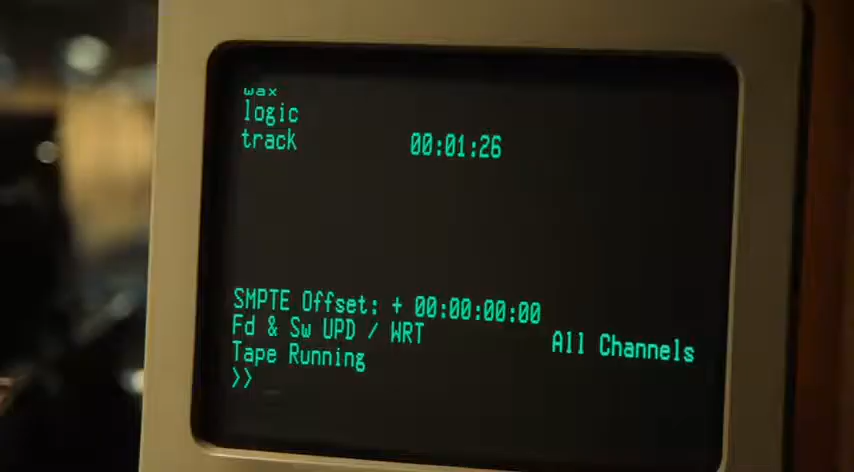 wax
logic
track 00:01:26
SMPTE Offset: + 00:00:00:00
Fd & Sw UPD / WRT All Channels
Tape Running
>>